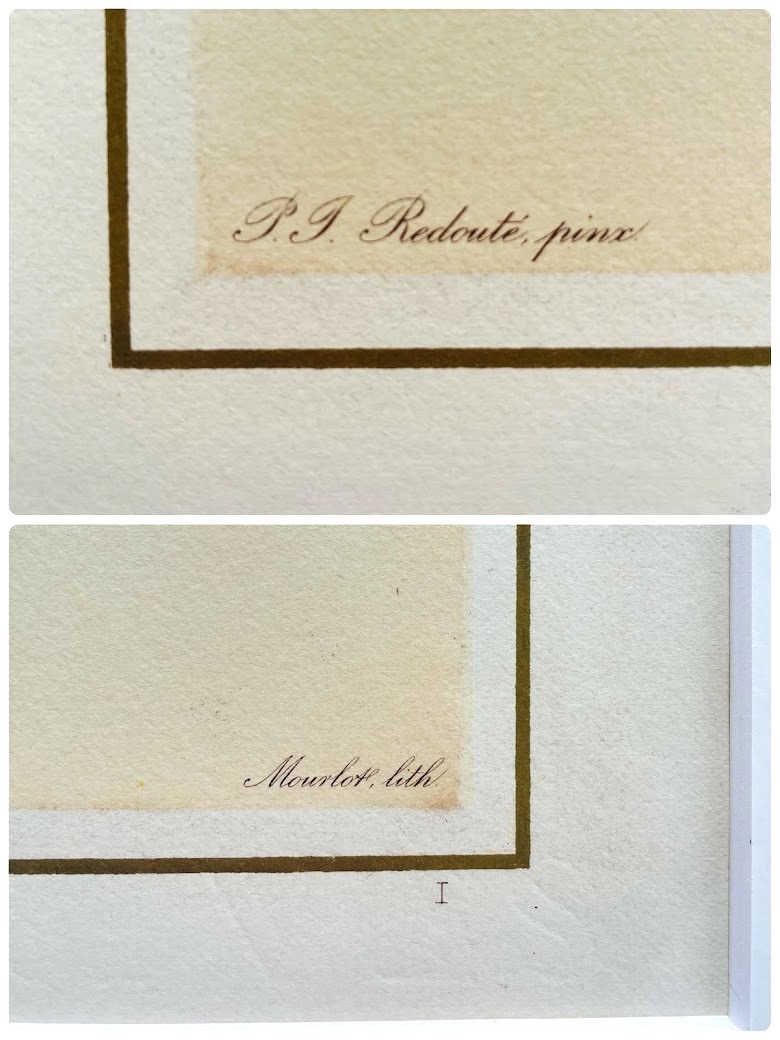 P. J. Redouté, pinx.
Mourlot, lith.
I